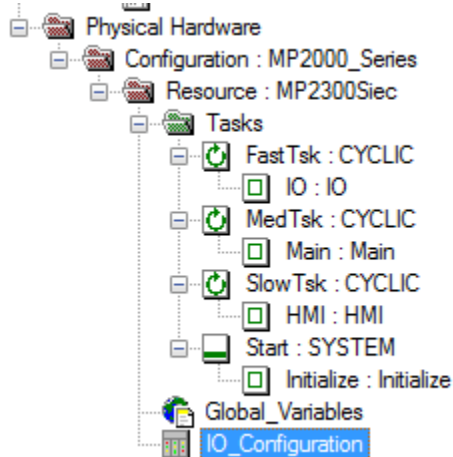 Physical Hardware
Configuration : MP2000_Series
Resource : MP2300Siec
Tasks
FastTsk : CYCLIC
IO : IO
MedTsk : CYCLIC
Main : Main
SlowTsk : CYCLIC
HMI : HMI
Start : SYSTEM
Initialize : Initialize
Global_Variables
IO_Configuration